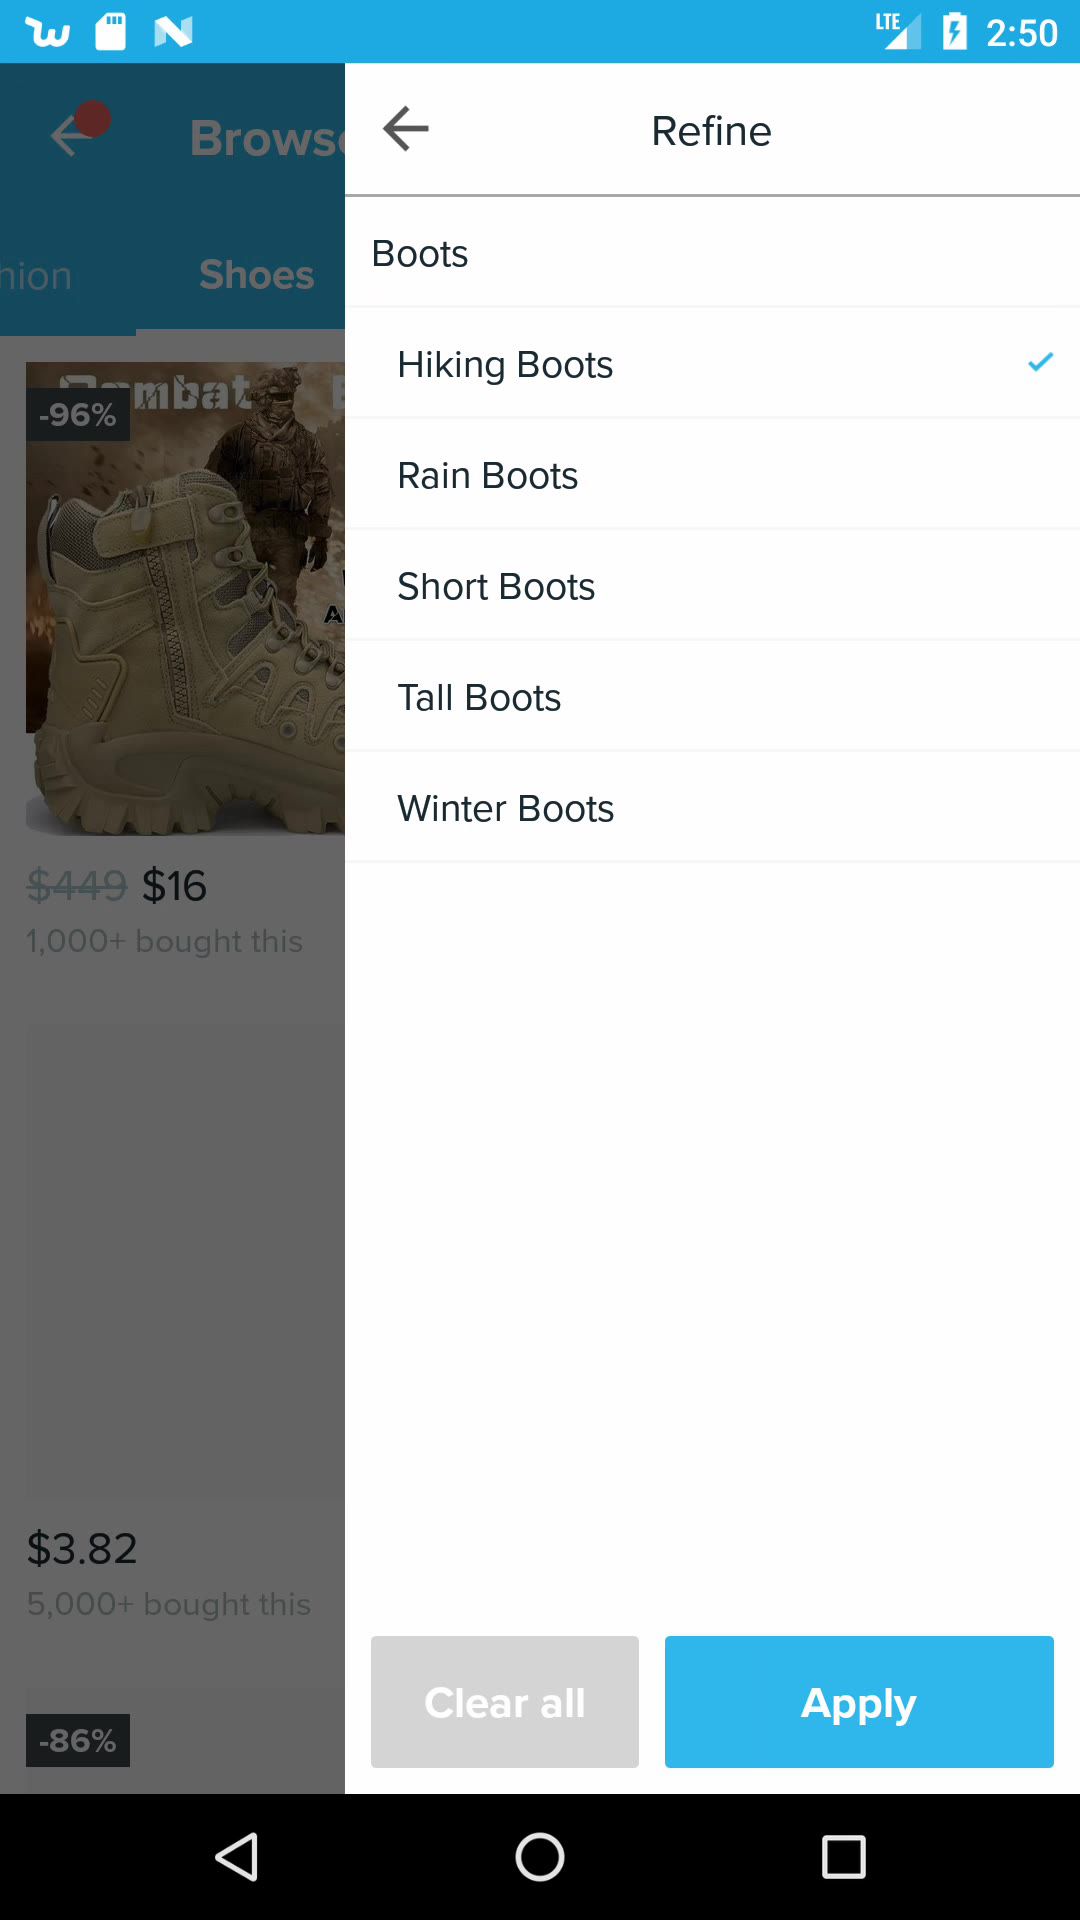 LTE 2:50
Brows
Refine
hion
Shoes
Boots
Hiking Boots
Rain Boots
Short Boots
Tall Boots
Winter Boots
Combat
-96%
$449 $16
1,000+ bought this
$3.82
5,000+ bought this
-86%
Clear all
Apply